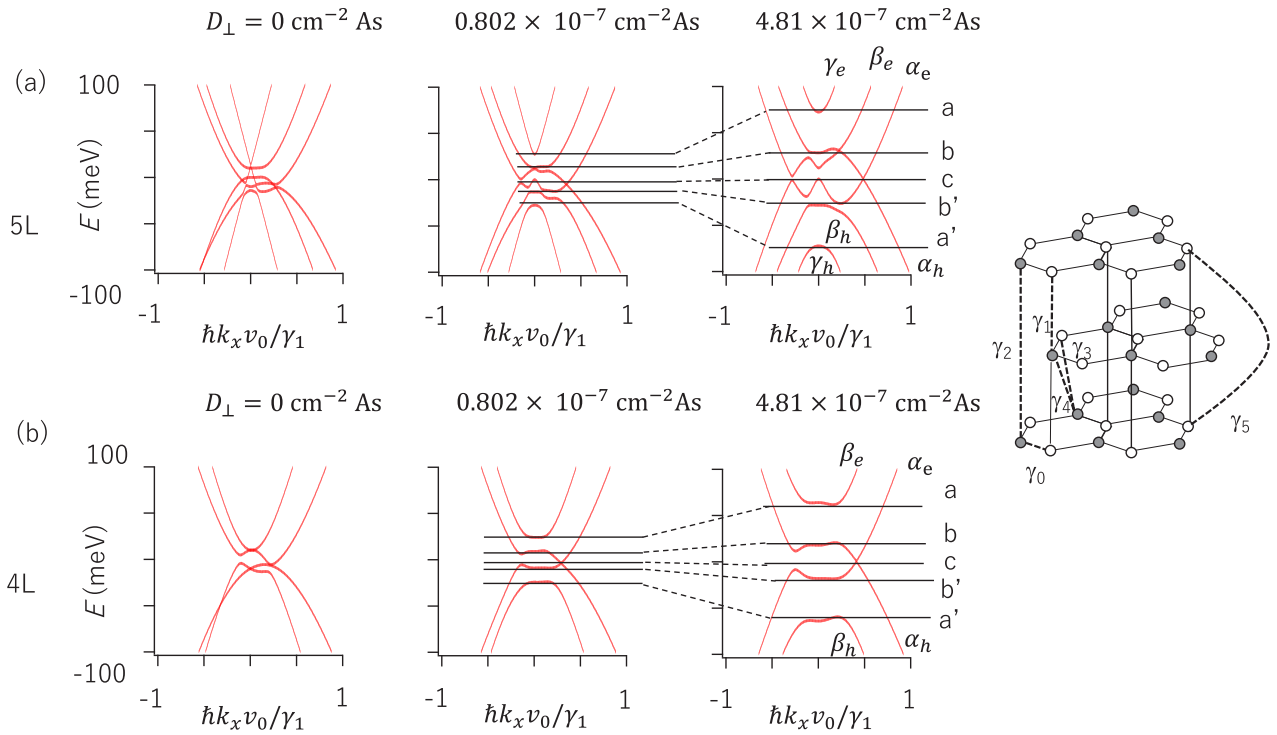 D⊥ = 0 cm⁻² As 0.802 × 10⁻⁷ cm⁻²As 4.81 × 10⁻⁷ cm⁻²As
(a)
5L
E (meV)
100
-100
γe βe αe
a
b
c
b'
a'
βh
γh αh
-1 1 -1 1 -1 1
ħkxv0/γ1 ħkxv0/γ1 ħkxv0/γ1
D⊥ = 0 cm⁻² As 0.802 × 10⁻⁷ cm⁻²As 4.81 × 10⁻⁷ cm⁻²As
(b)
4L
E (meV)
100
-100
βe αe
a
b
c
b'
a'
βh αh
-1 1 -1 1 -1 1
ħkxv0/γ1 ħkxv0/γ1 ħkxv0/γ1
γ1
γ2 γ3
γ4
γ5
γ0